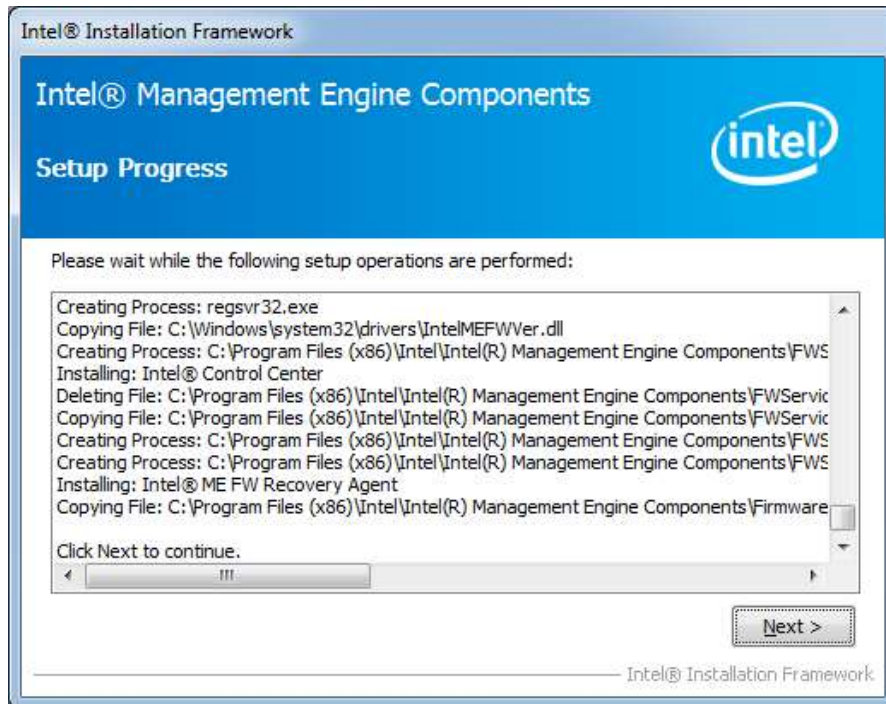 Intel® Installation Framework
Intel® Management Engine Components
intel
Setup Progress
Please wait while the following setup operations are performed:
Creating Process: regsvr32.exe
Copying File: C:\Windows\system32\drivers\IntelMEFWVer.dll
Creating Process: C:\Program Files (x86)\Intel\Intel(R) Management Engine Components\FWS
Installing: Intel® Control Center
Deleting File: C:\Program Files (x86)\Intel\Intel(R) Management Engine Components\FWServic
Copying File: C:\Program Files (x86)\Intel\Intel(R) Management Engine Components\FWServic
Creating Process: C:\Program Files (x86)\Intel\Intel(R) Management Engine Components\FWS
Creating Process: C:\Program Files (x86)\Intel\Intel(R) Management Engine Components\FWS
Installing: Intel® ME FW Recovery Agent
Copying File: C:\Program Files (x86)\Intel\Intel(R) Management Engine Components\Firmware
Click Next to continue.
Next >
Intel® Installation Framework